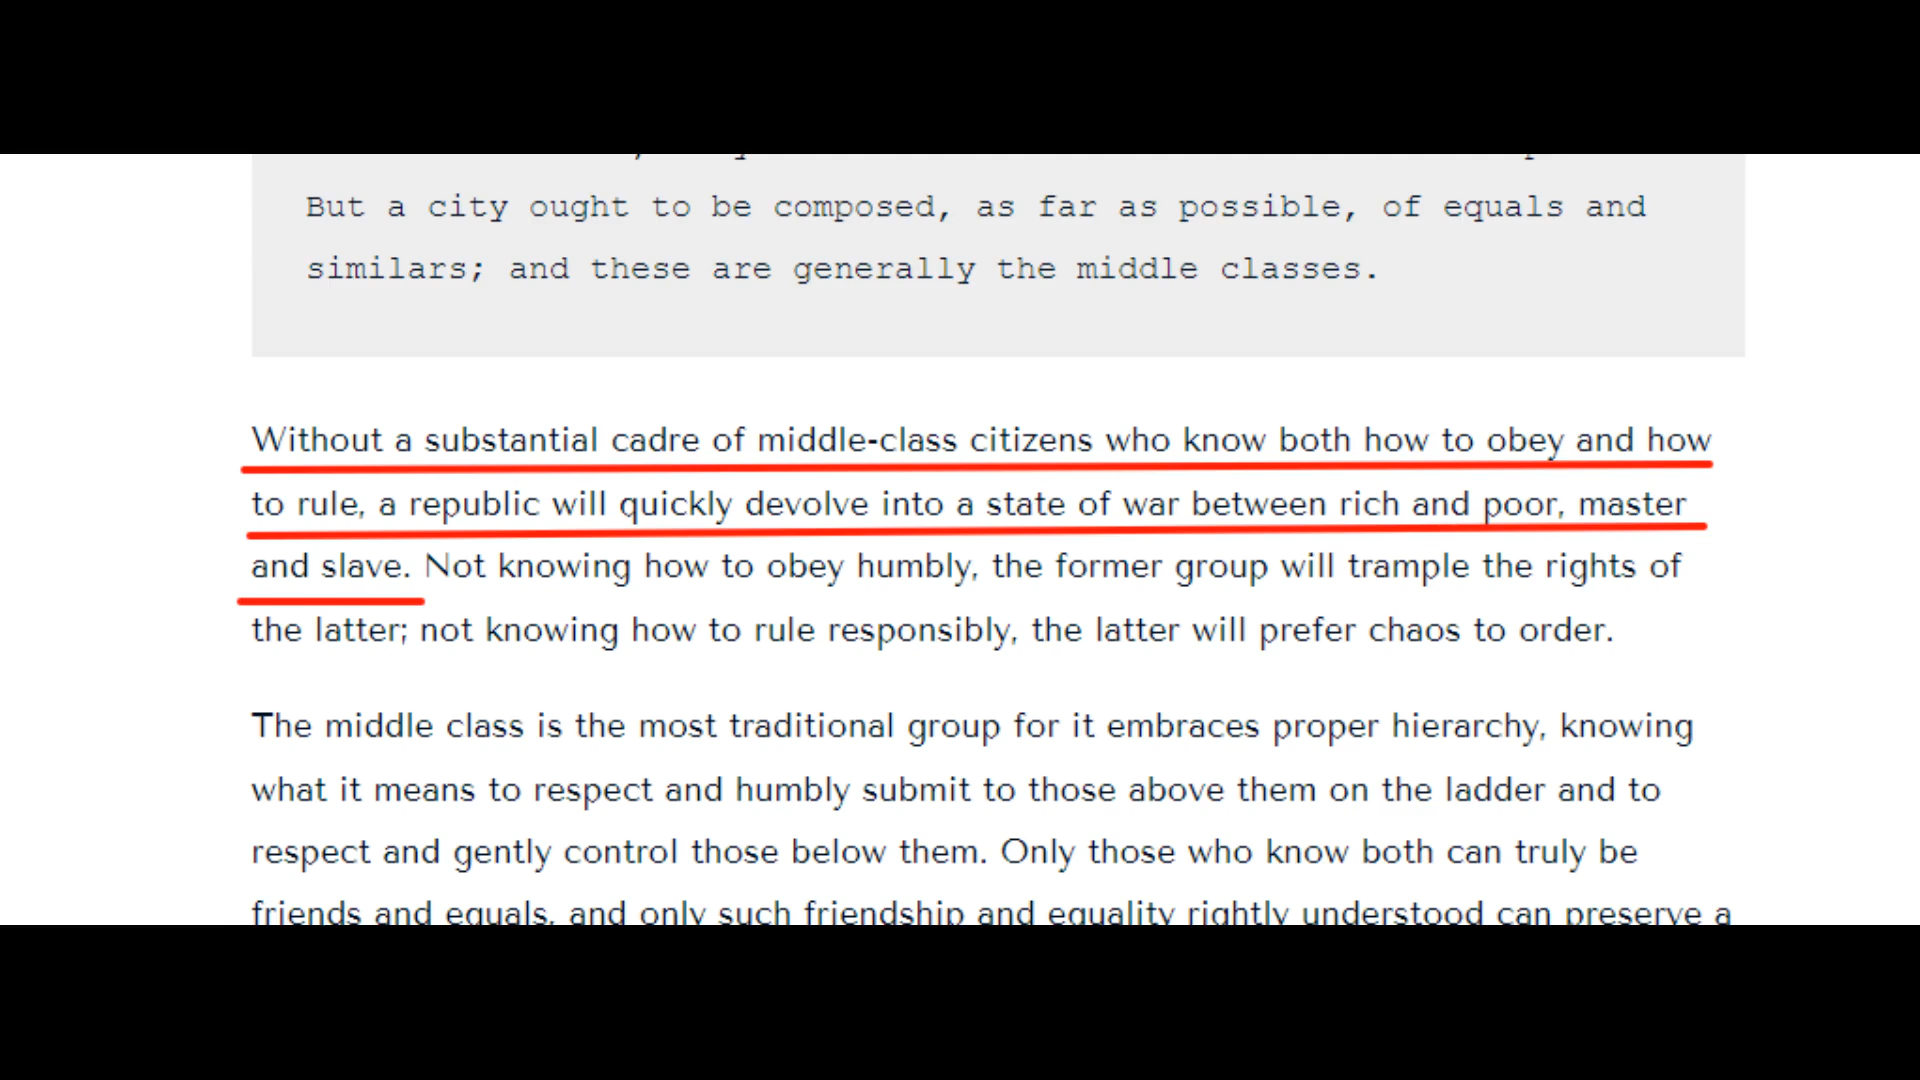 But a city ought to be composed, as far as possible, of equals and
similars; and these are generally the middle classes.
Without a substantial cadre of middle-class citizens who know both how to obey and how
to rule, a republic will quickly devolve into a state of war between rich and poor, master
and slave. Not knowing how to obey humbly, the former group will trample the rights of
the latter; not knowing how to rule responsibly, the latter will prefer chaos to order.
The middle class is the most traditional group for it embraces proper hierarchy, knowing
what it means to respect and humbly submit to those above them on the ladder and to
respect and gently control those below them. Only those who know both can truly be
friends and equals, and only such friendship and equality rightly understood can preserve a